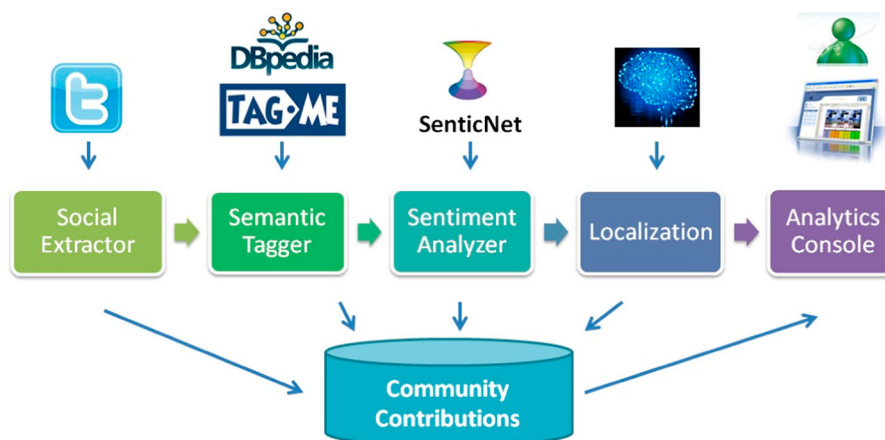 DBpedia
TAG ME
SenticNet
Social
Extractor
Semantic
Tagger
Sentiment
Analyzer
Localization
Analytics
Console
Community
Contributions